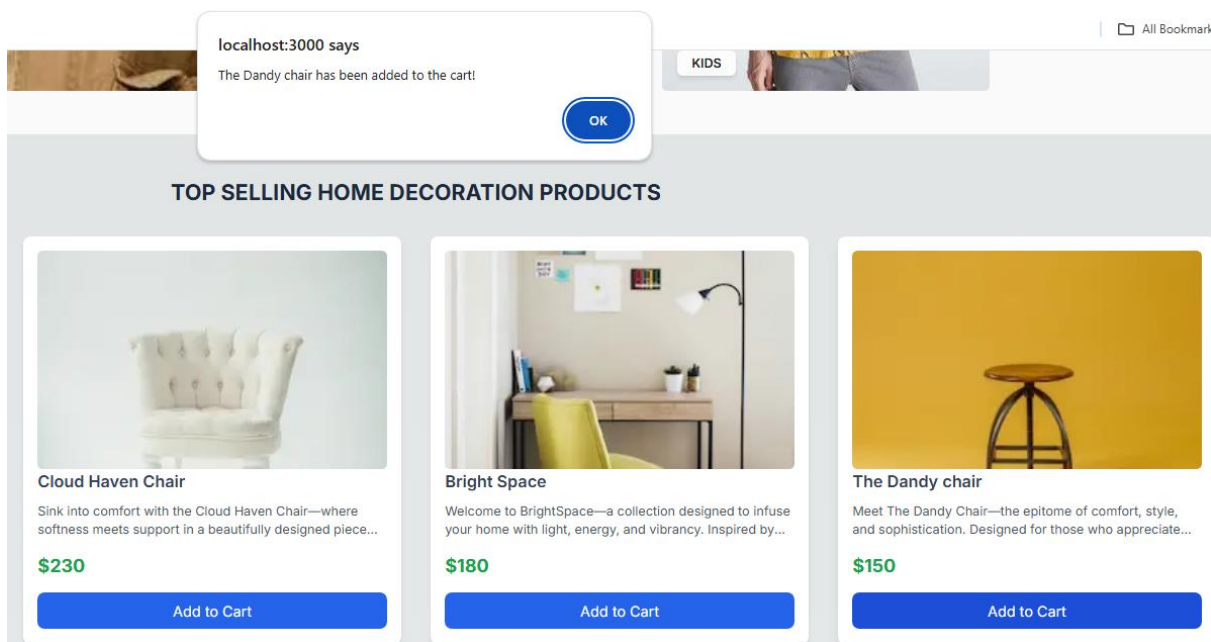 localhost:3000 says
The Dandy chair has been added to the cart!
OK
All Bookmark
KIDS
TOP SELLING HOME DECORATION PRODUCTS
Cloud Haven Chair
Sink into comfort with the Cloud Haven Chair—where
softness meets support in a beautifully designed piece...
$230
Add to Cart
Bright Space
Welcome to BrightSpace—a collection designed to infuse
your home with light, energy, and vibrancy. Inspired by...
$180
Add to Cart
The Dandy chair
Meet The Dandy Chair—the epitome of comfort, style,
and sophistication. Designed for those who appreciate...
$150
Add to Cart